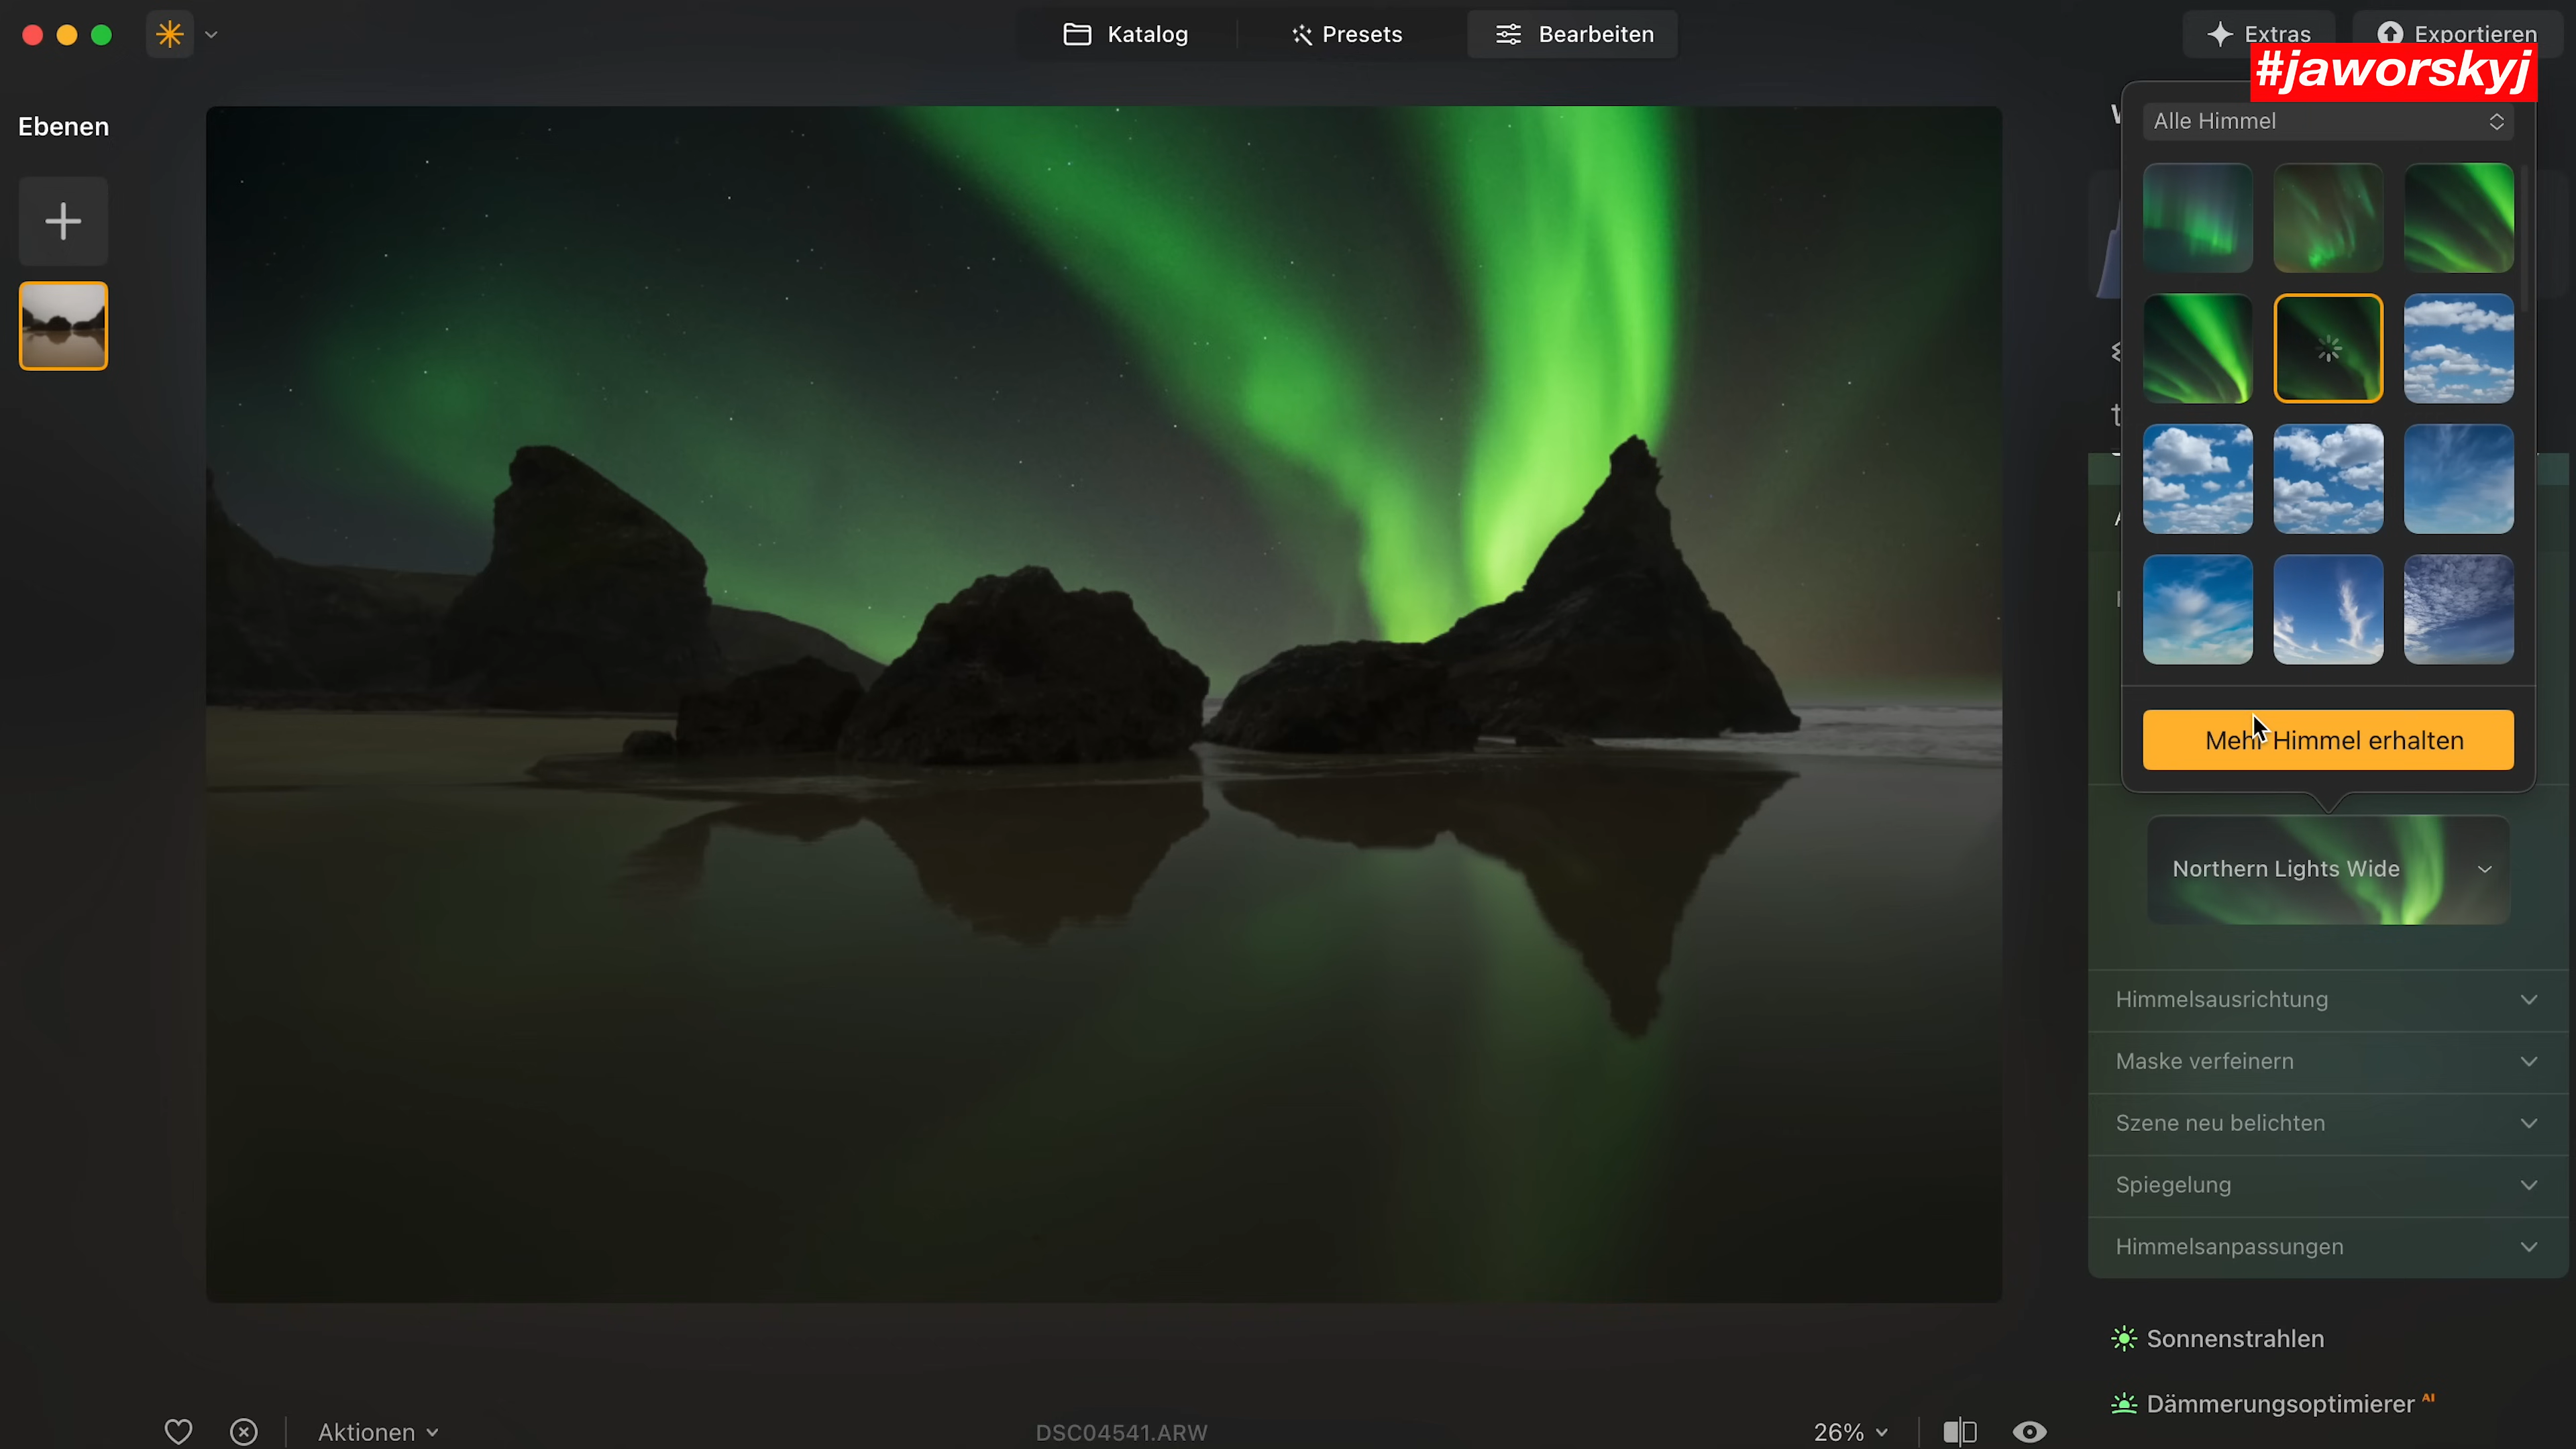 Katalog
Presets
Bearbeiten
Extras
Exportieren
#jaworskyj
Ebenen
Alle Himmel
Mehr Himmel erhalten
Northern Lights Wide
Himmelsausrichtung
Maske verfeinern
Szene neu belichten
Spiegelung
Himmelsanpassungen
Sonnenstrahlen
Dämmerungsoptimierer AI
Aktionen
DSC04541.ARW
26%